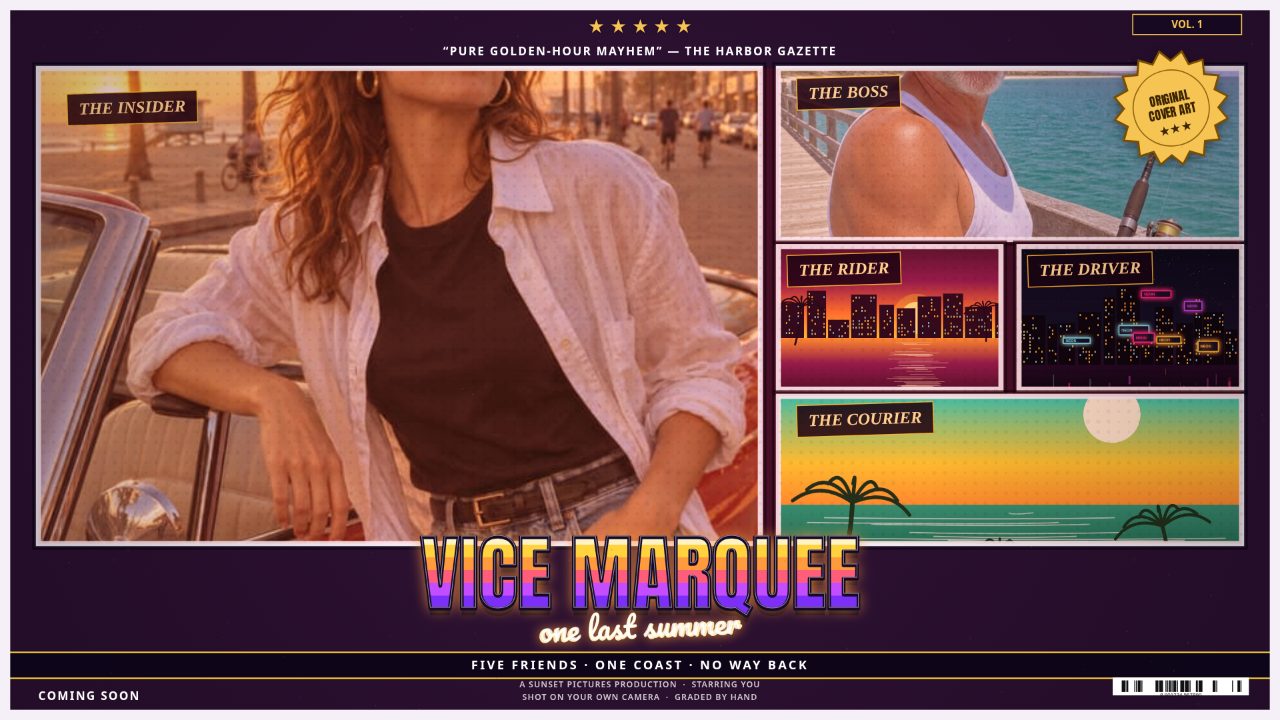 ★★★★★
“PURE GOLDEN-HOUR MAYHEM” — THE HARBOR GAZETTE
VOL. 1
THE INSIDER
THE BOSS
ORIGINAL
COVER ART
★★★
THE RIDER
THE DRIVER
THE COURIER
VICE MARQUEE
one last summer
FIVE FRIENDS · ONE COAST · NO WAY BACK
COMING SOON
A SUNSET PICTURES PRODUCTION · STARRING YOU
SHOT ON YOUR OWN CAMERA · GRADED BY HAND